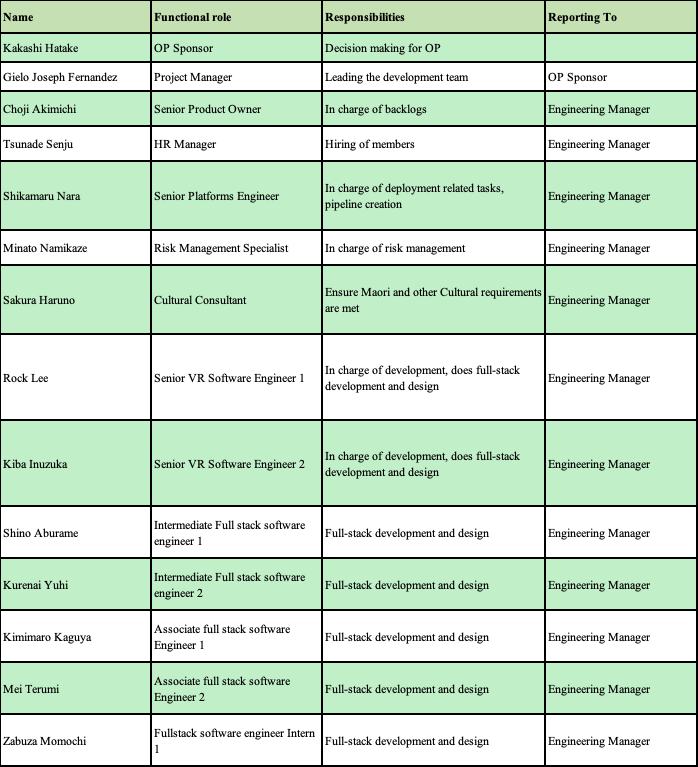 Name Functional role Responsibilities Reporting To
Kakashi Hatake OP Sponsor Decision making for OP
Gielo Joseph Fernandez Project Manager Leading the development team OP Sponsor
Choji Akimichi Senior Product Owner In charge of backlogs Engineering Manager
Tsunade Senju HR Manager Hiring of members Engineering Manager
Shikamaru Nara Senior Platforms Engineer In charge of deployment related tasks,
pipeline creation Engineering Manager
Minato Namikaze Risk Management Specialist In charge of risk management Engineering Manager
Sakura Haruno Cultural Consultant Ensure Maori and other Cultural requirements
are met Engineering Manager
Rock Lee Senior VR Software Engineer 1 In charge of development, does full-stack
development and design Engineering Manager
Kiba Inuzuka Senior VR Software Engineer 2 In charge of development, does full-stack
development and design Engineering Manager
Shino Aburame Intermediate Full stack software
engineer 1 Full-stack development and design Engineering Manager
Kurenai Yuhi Intermediate Full stack software
engineer 2 Full-stack development and design Engineering Manager
Kimimaro Kaguya Associate full stack software
Engineer 1 Full-stack development and design Engineering Manager
Mei Terumi Associate full stack software
Engineer 2 Full-stack development and design Engineering Manager
Zabuza Momochi Fullstack software engineer Intern
1 Full-stack development and design Engineering Manager